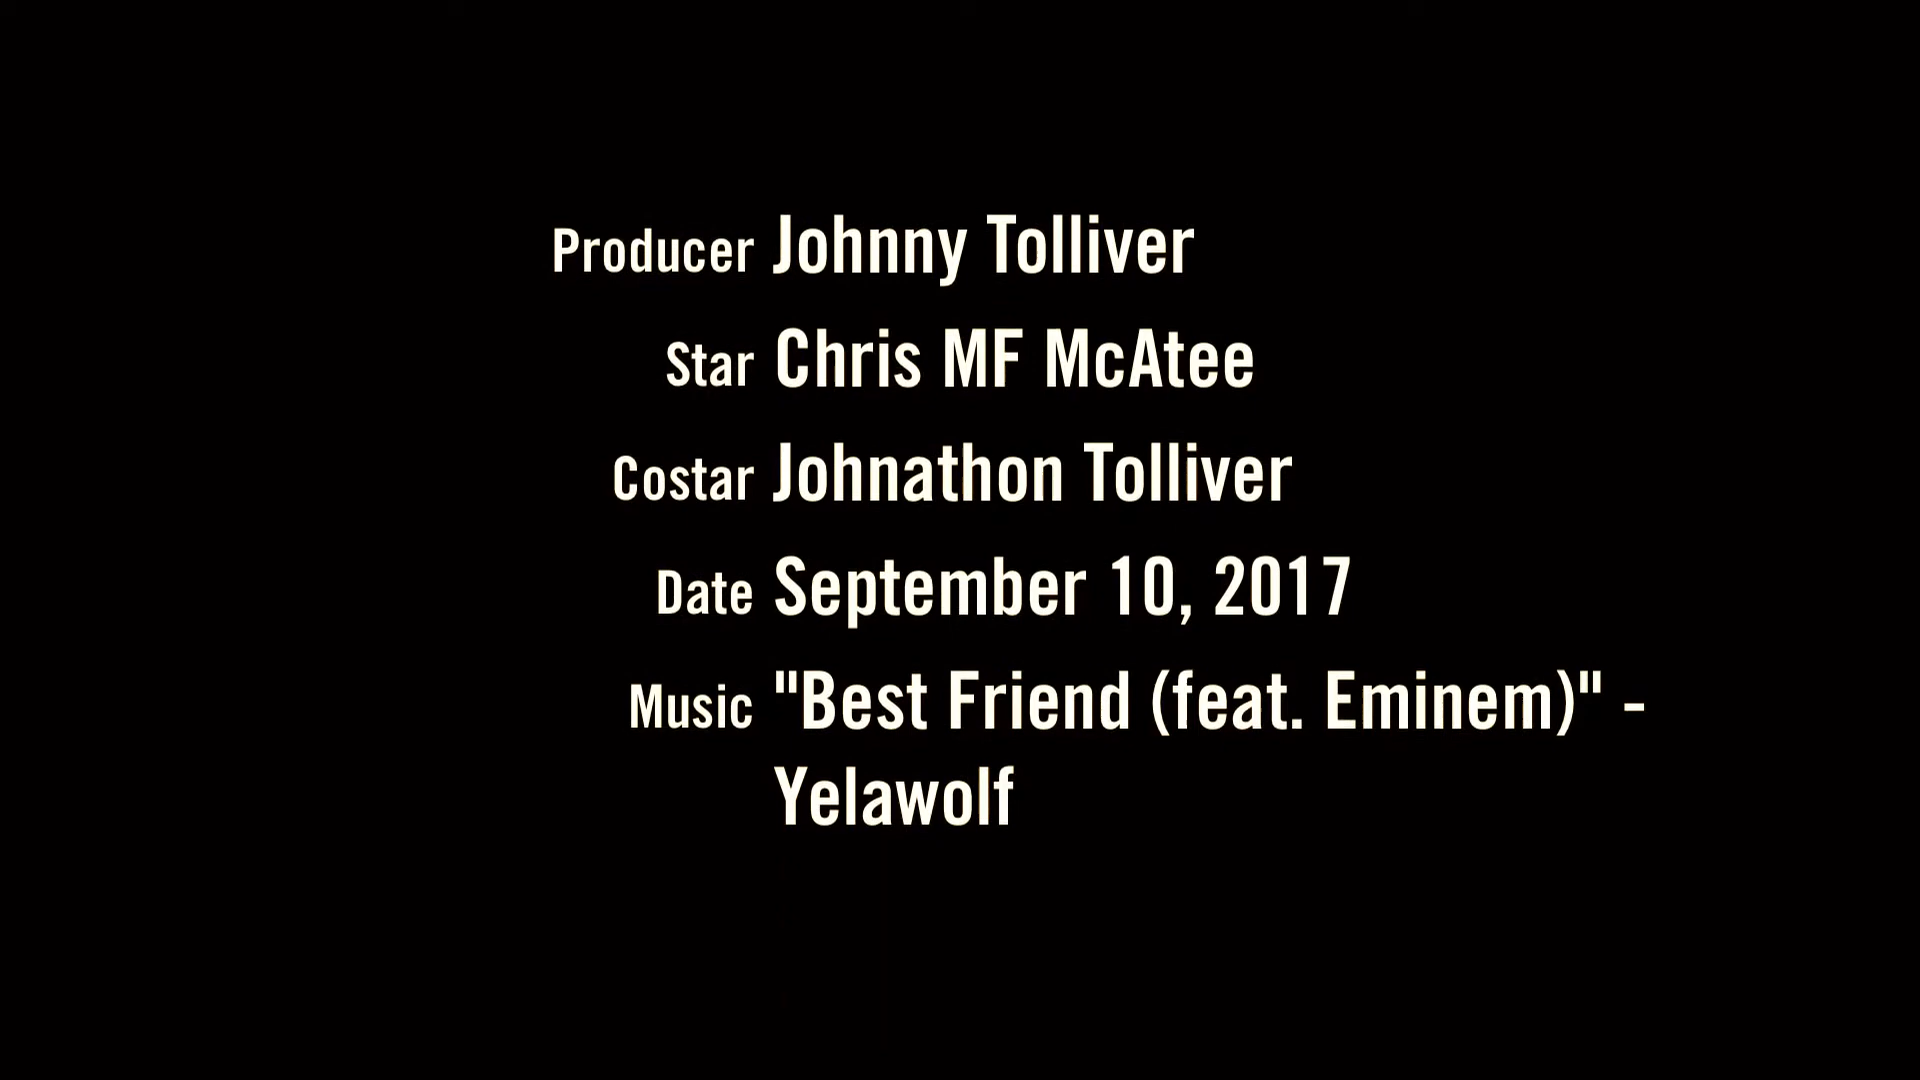 Producer Johnny Tolliver
Star Chris MF McAtee
Costar Johnathon Tolliver
Date September 10, 2017
Music "Best Friend (feat. Eminem)" -
Yelawolf